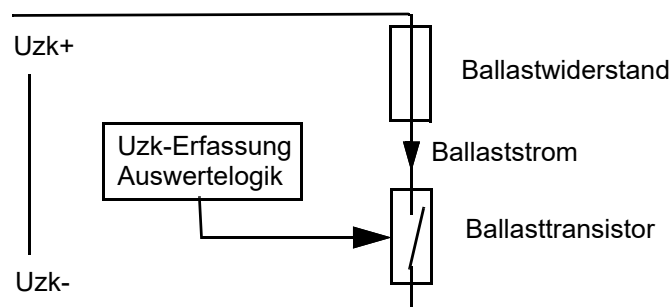 Uzk+
Ballastwiderstand
Uzk-Erfassung
Auswertelogik
Ballaststrom
Ballasttransistor
Uzk-